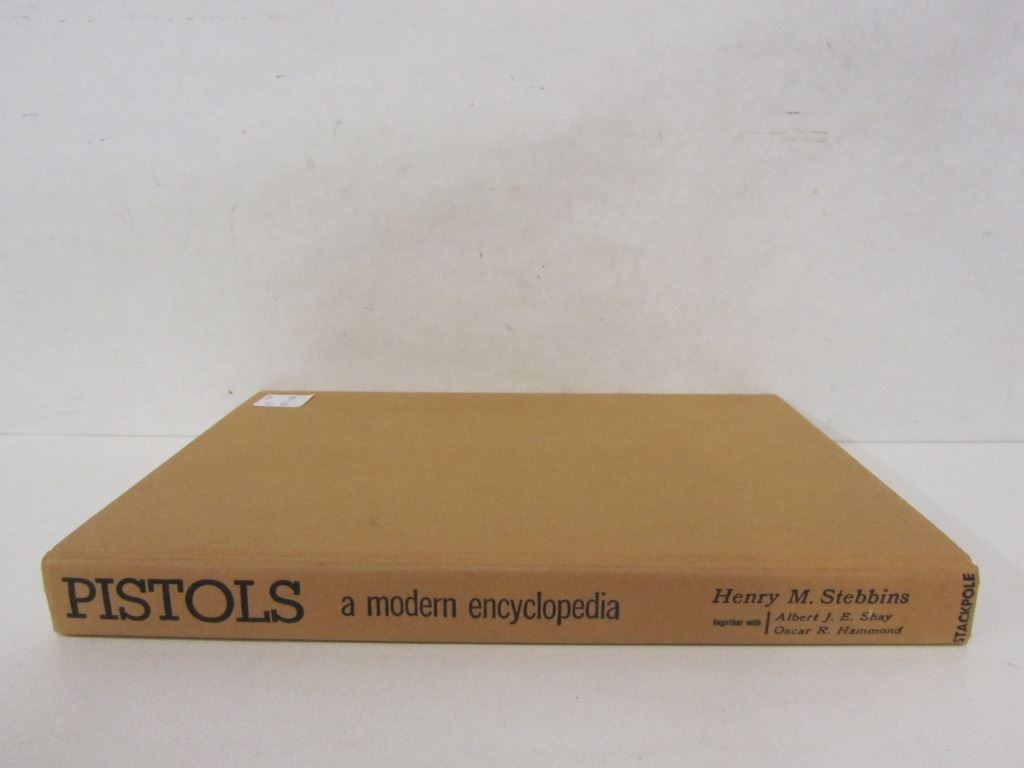 PISTOLS a modern encyclopedia
Henry M. Stebbins
together with
Albert J. E. Shay
Oscar R. Hammond
STACKPOLE